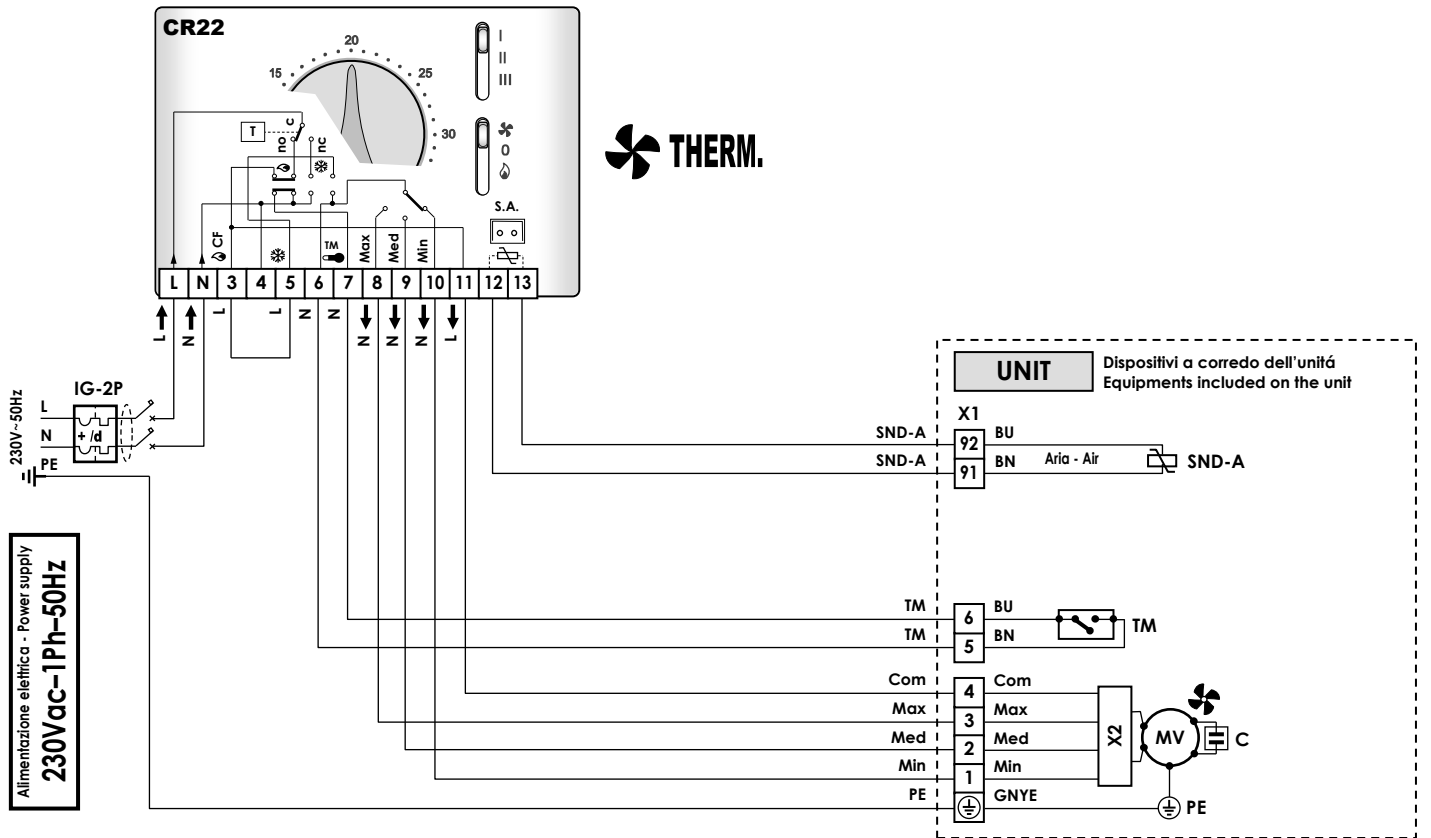 CR22
15
20
25
30
I
II
III
0
T
c
no
nc
S.A.
THERM.
CF
TM
Max
Med
Min
L N 3 4 5 6 7 8 9 10 11 12 13
L
N
L
L
N
N
N
N
N
L
IG-2P
230V~50Hz
L
N
PE
+ /d
Alimentazione elettrica - Power supply
230Vac–1Ph–50Hz
UNIT
Dispositivi a corredo dell'unitá
Equipments included on the unit
X1
SND-A 92 BU
SND-A 91 BN
Aria - Air
SND-A
TM 6 BU
TM 5 BN
TM
Com 4 Com
Max 3 Max
Med 2 Med
Min 1 Min
PE GNYE
X2
MV
C
PE